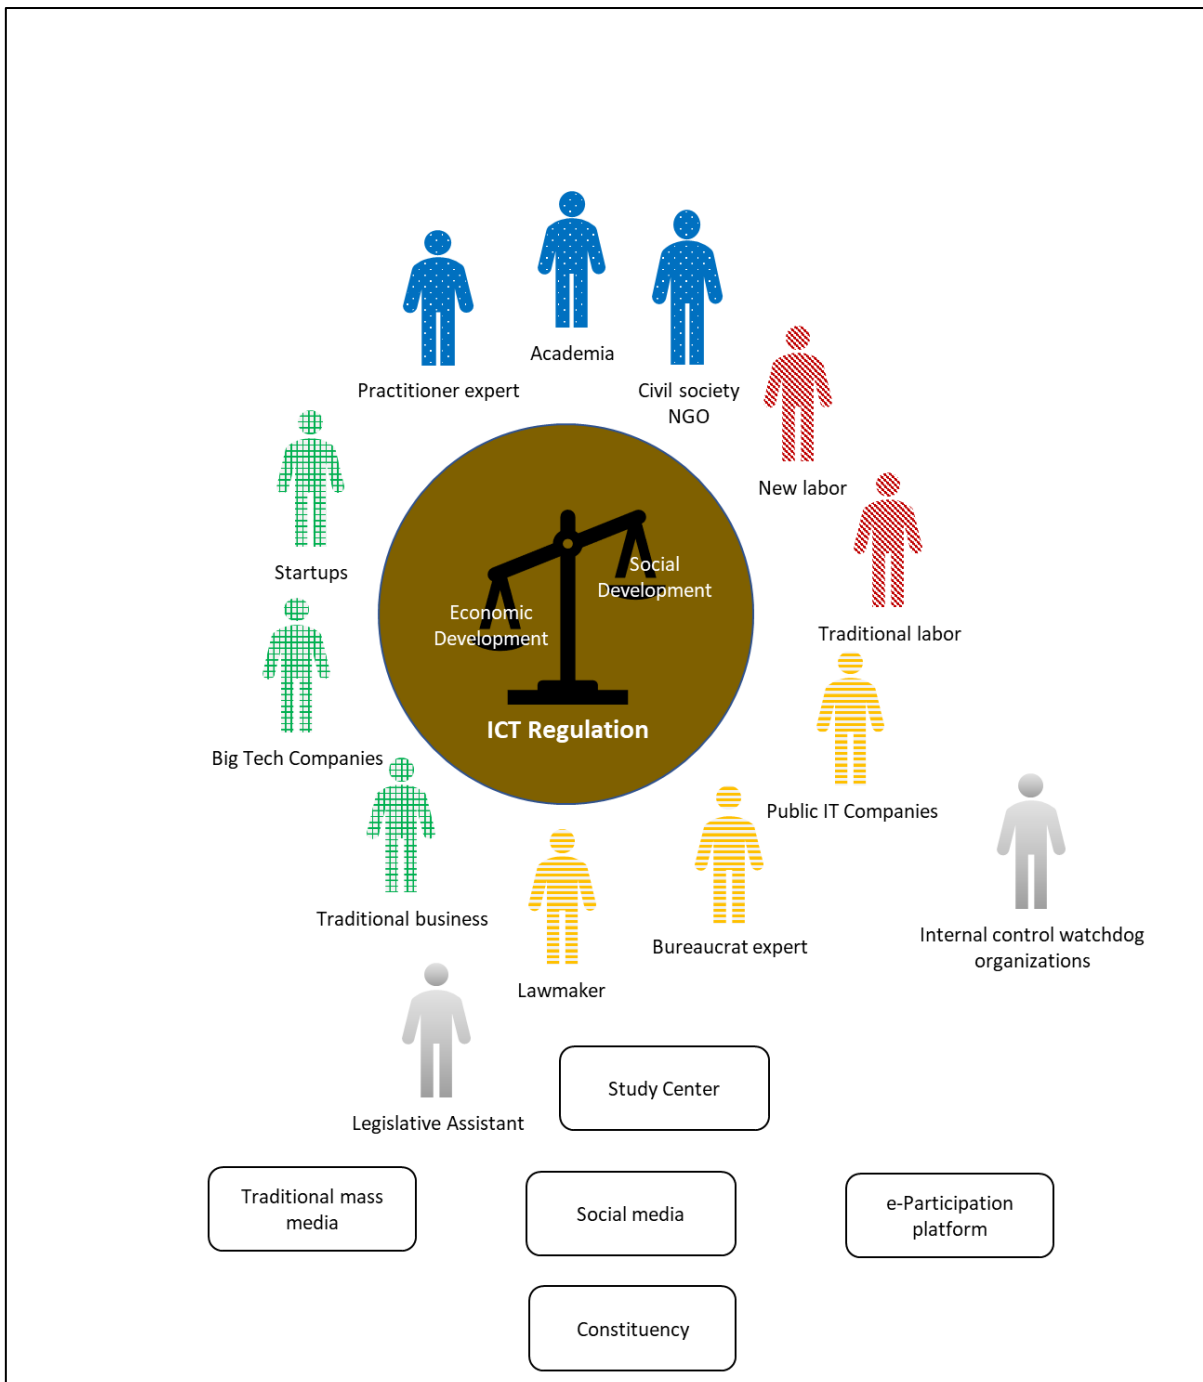 Academia
Practitioner expert
Civil society
NGO
New labor
Startups
Social
Development
Economic
Development
Traditional labor
ICT Regulation
Big Tech Companies
Public IT Companies
Traditional business
Bureaucrat expert
Internal control watchdog
organizations
Lawmaker
Study Center
Legislative Assistant
Traditional mass
media
Social media
e-Participation
platform
Constituency